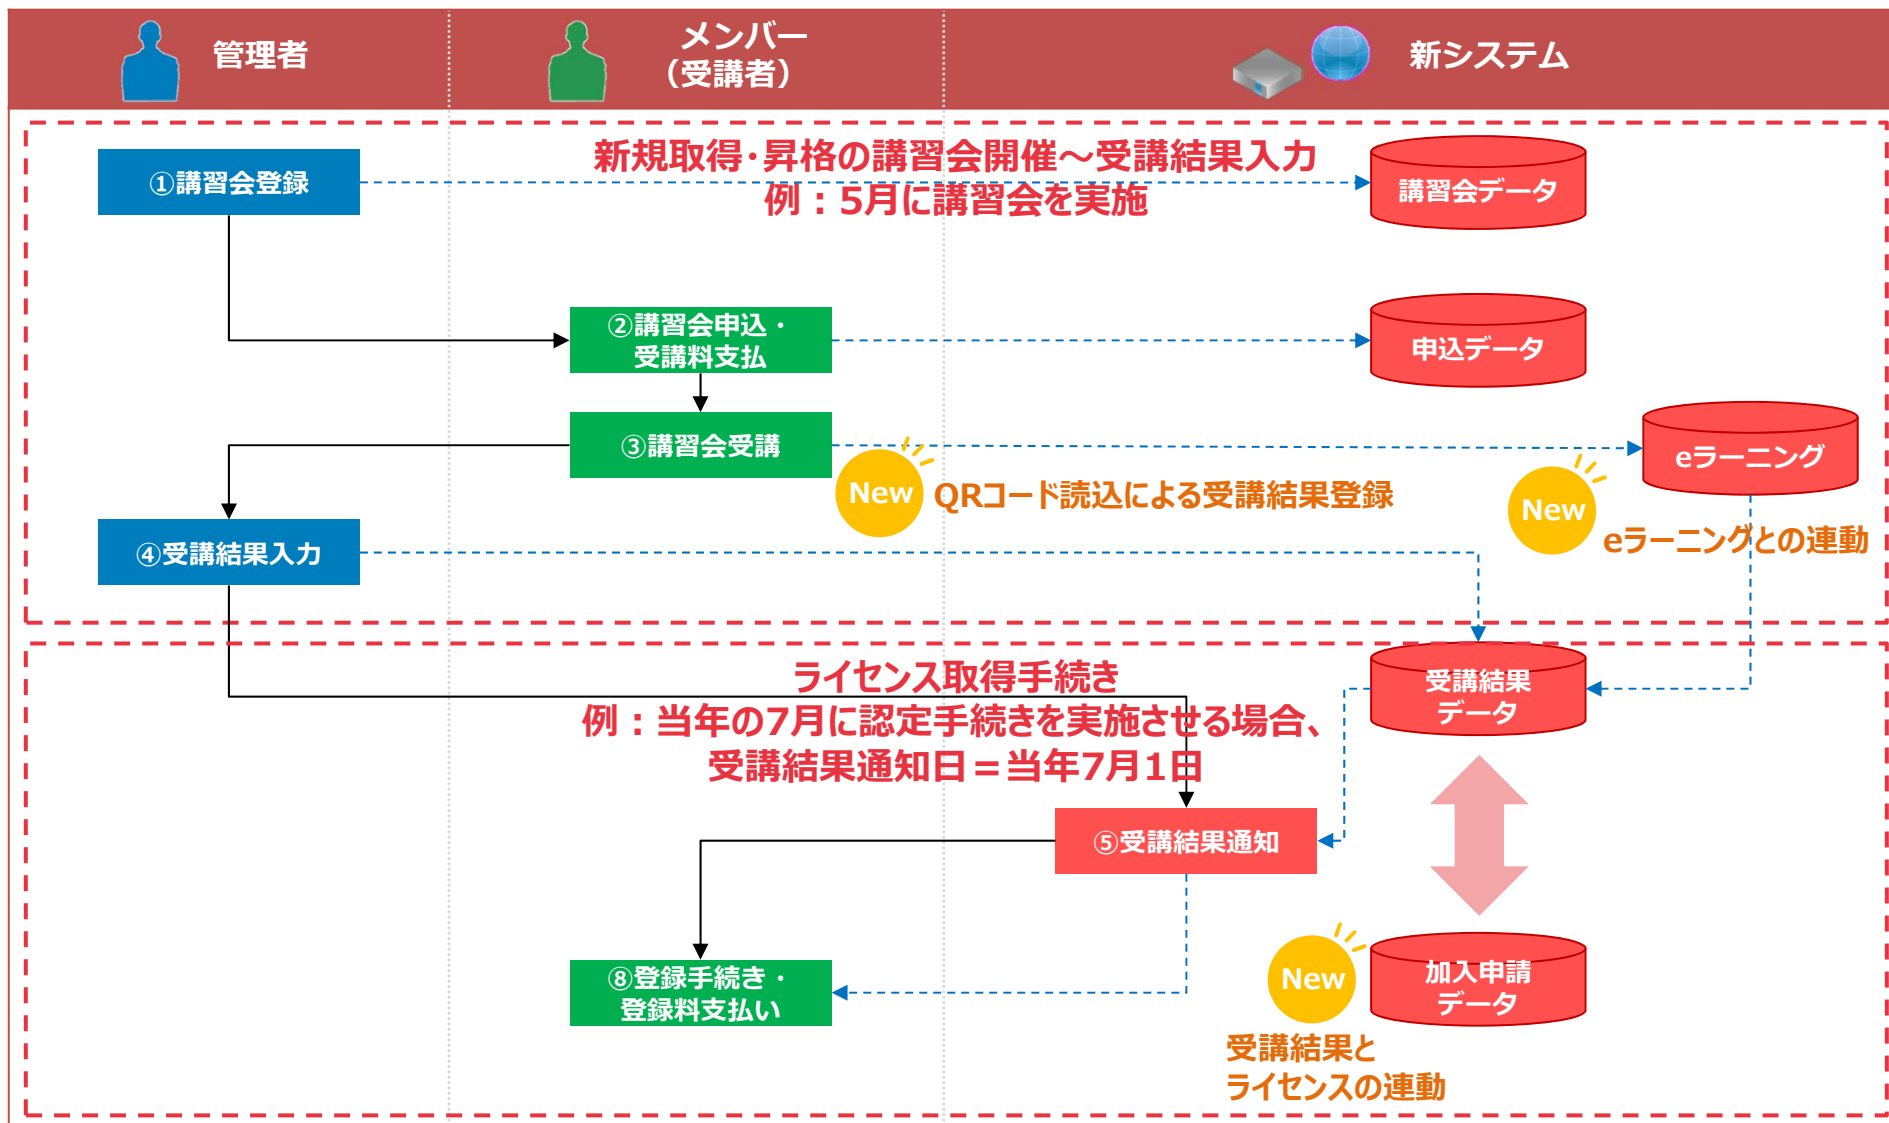 管理者
メンバー
（受講者）
新システム
新規取得・昇格の講習会開催～受講結果入力
例：5月に講習会を実施
①講習会登録
講習会データ
②講習会申込・
受講料支払
申込データ
③講習会受講
eラーニング
New
QRコード読込による受講結果登録
New
eラーニングとの連動
④受講結果入力
ライセンス取得手続き
例：当年の7月に認定手続きを実施させる場合、
受講結果通知日＝当年7月1日
受講結果
データ
⑤受講結果通知
⑧登録手続き・
登録料支払い
New
加入申請
データ
受講結果と
ライセンスの連動